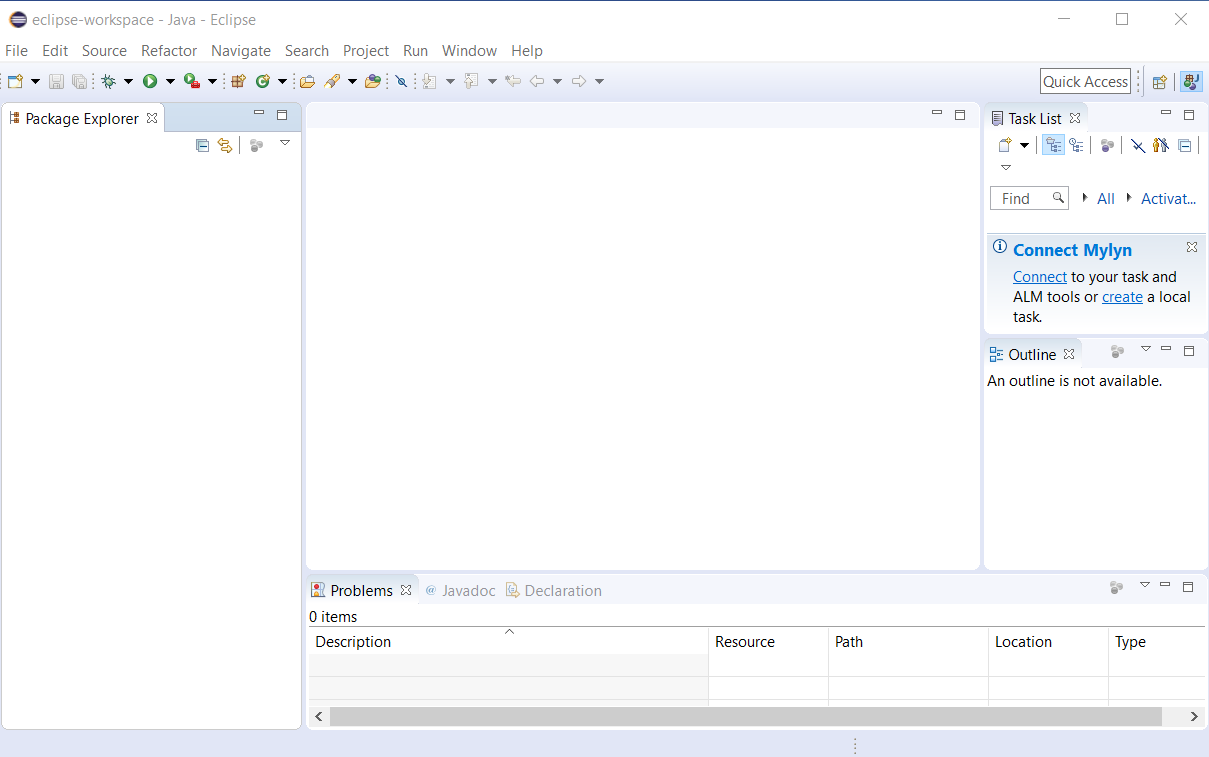 eclipse-workspace - Java - Eclipse
File Edit Source Refactor Navigate Search Project Run Window Help
Quick Access
Package Explorer
Task List
Find All Activat...
Connect Mylyn
Connect to your task and
ALM tools or create a local
task.
Outline
An outline is not available.
Problems @ Javadoc Declaration
0 items
Description Resource Path Location Type